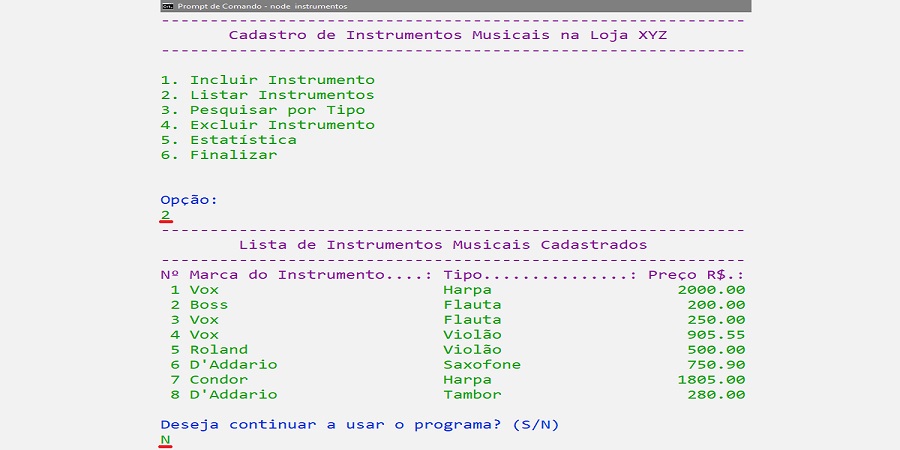 Prompt de Comando - node instrumentos
------------------------------------------------------------
Cadastro de Instrumentos Musicais na Loja XYZ
------------------------------------------------------------
1. Incluir Instrumento
2. Listar Instrumentos
3. Pesquisar por Tipo
4. Excluir Instrumento
5. Estatística
6. Finalizar
Opção:
2
------------------------------------------------------------
Lista de Instrumentos Musicais Cadastrados
------------------------------------------------------------
Nº Marca do Instrumento....: Tipo...............: Preço R$.:
1 Vox Harpa 2000.00
2 Boss Flauta 200.00
3 Vox Flauta 250.00
4 Vox Violão 905.55
5 Roland Violão 500.00
6 D'Addario Saxofone 750.90
7 Condor Harpa 1805.00
8 D'Addario Tambor 280.00
Deseja continuar a usar o programa? (S/N)
N